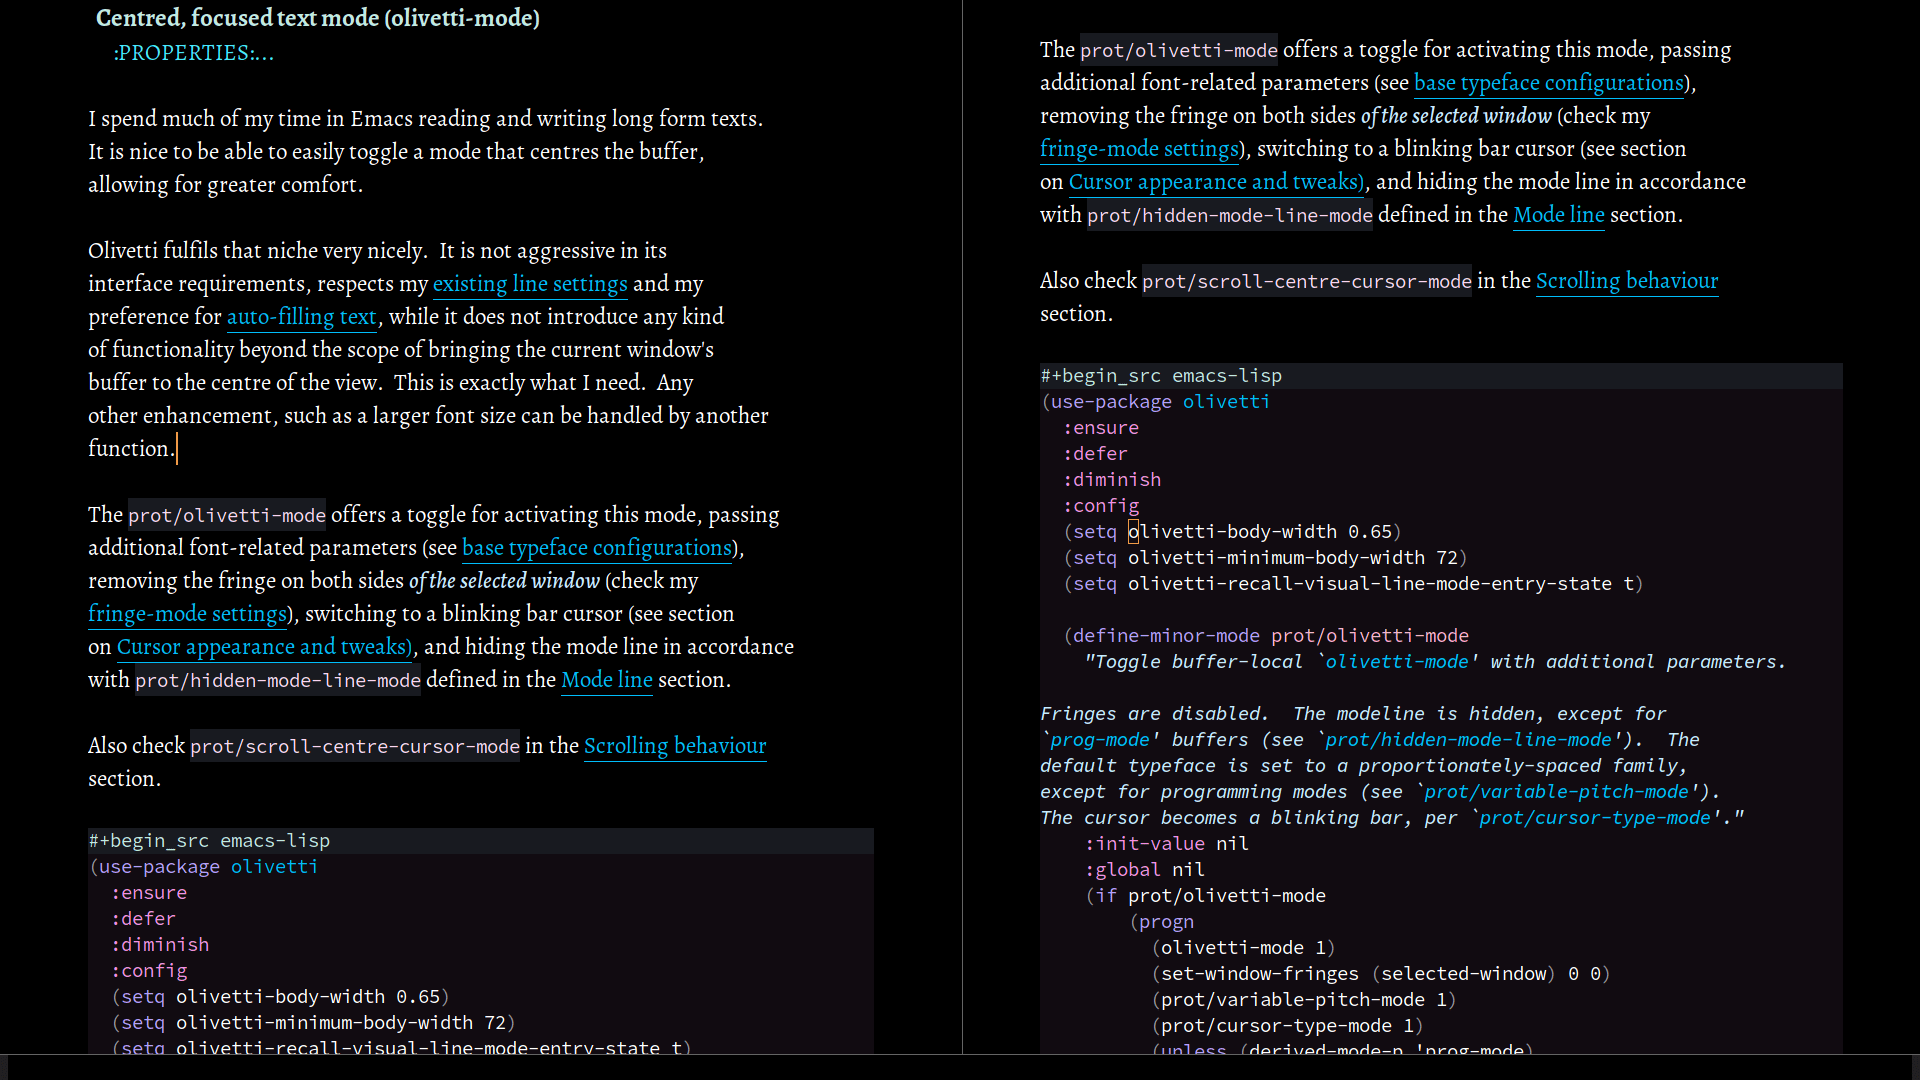 Centred, focused text mode (olivetti-mode)
:PROPERTIES:...
I spend much of my time in Emacs reading and writing long form texts.
It is nice to be able to easily toggle a mode that centres the buffer,
allowing for greater comfort.
Olivetti fulfils that niche very nicely.  It is not aggressive in its
interface requirements, respects my existing line settings and my
preference for auto-filling text, while it does not introduce any kind
of functionality beyond the scope of bringing the current window's
buffer to the centre of the view.  This is exactly what I need.  Any
other enhancement, such as a larger font size can be handled by another
function.
The prot/olivetti-mode offers a toggle for activating this mode, passing
additional font-related parameters (see base typeface configurations),
removing the fringe on both sides of the selected window (check my
fringe-mode settings), switching to a blinking bar cursor (see section
on Cursor appearance and tweaks), and hiding the mode line in accordance
with prot/hidden-mode-line-mode defined in the Mode line section.
Also check prot/scroll-centre-cursor-mode in the Scrolling behaviour
section.
#+begin_src emacs-lisp
(use-package olivetti
  :ensure
  :defer
  :diminish
  :config
  (setq olivetti-body-width 0.65)
  (setq olivetti-minimum-body-width 72)
  (setq olivetti-recall-visual-line-mode-entry-state t)
The prot/olivetti-mode offers a toggle for activating this mode, passing
additional font-related parameters (see base typeface configurations),
removing the fringe on both sides of the selected window (check my
fringe-mode settings), switching to a blinking bar cursor (see section
on Cursor appearance and tweaks), and hiding the mode line in accordance
with prot/hidden-mode-line-mode defined in the Mode line section.
Also check prot/scroll-centre-cursor-mode in the Scrolling behaviour
section.
#+begin_src emacs-lisp
(use-package olivetti
  :ensure
  :defer
  :diminish
  :config
  (setq olivetti-body-width 0.65)
  (setq olivetti-minimum-body-width 72)
  (setq olivetti-recall-visual-line-mode-entry-state t)
  (define-minor-mode prot/olivetti-mode
    "Toggle buffer-local `olivetti-mode' with additional parameters.
Fringes are disabled.  The modeline is hidden, except for
`prog-mode' buffers (see `prot/hidden-mode-line-mode').  The
default typeface is set to a proportionately-spaced family,
except for programming modes (see `prot/variable-pitch-mode').
The cursor becomes a blinking bar, per `prot/cursor-type-mode'."
    :init-value nil
    :global nil
    (if prot/olivetti-mode
        (progn
          (olivetti-mode 1)
          (set-window-fringes (selected-window) 0 0)
          (prot/variable-pitch-mode 1)
          (prot/cursor-type-mode 1)
          (unless (derived-mode-p 'prog-mode)